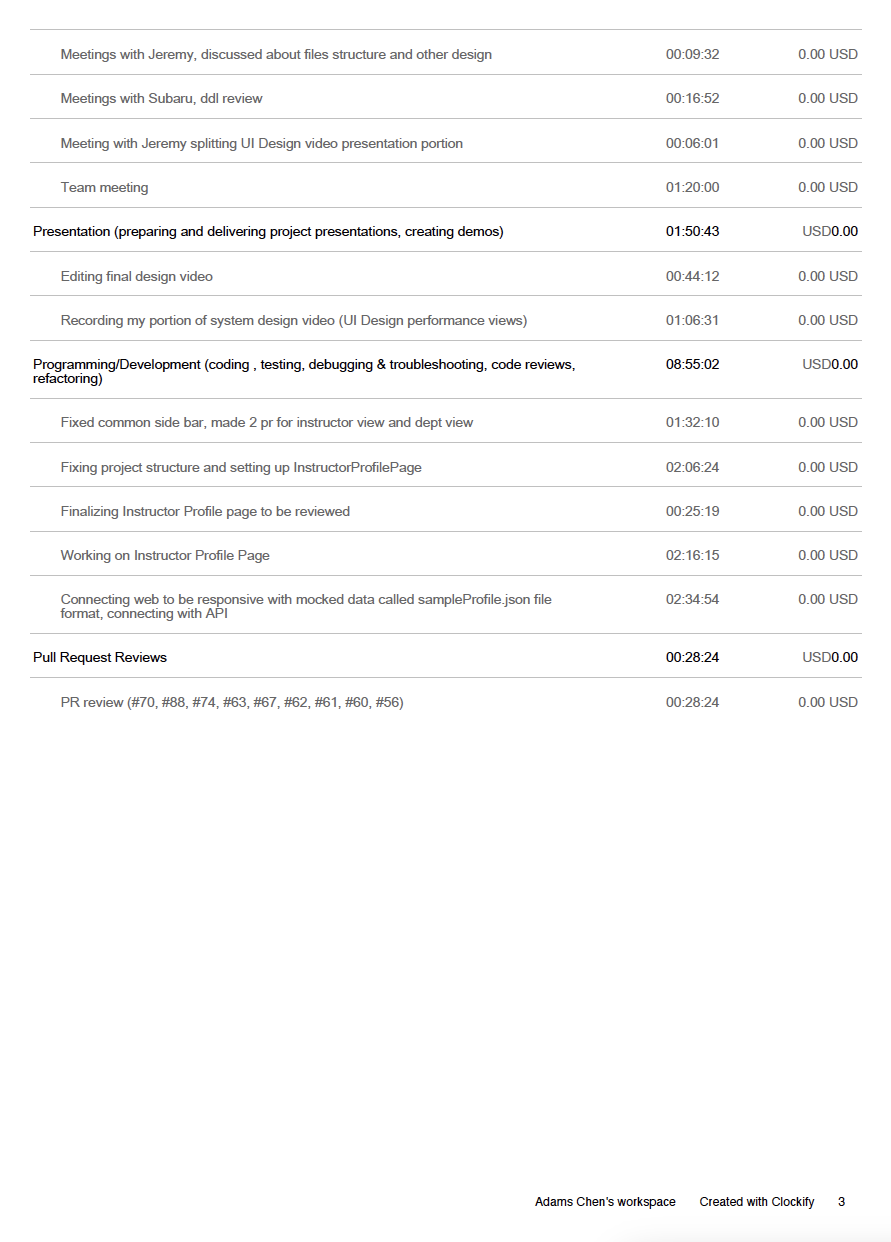 Meetings with Jeremy, discussed about files structure and other design 00:09:32 0.00 USD
Meetings with Subaru, ddl review 00:16:52 0.00 USD
Meeting with Jeremy splitting UI Design video presentation portion 00:06:01 0.00 USD
Team meeting 01:20:00 0.00 USD
Presentation (preparing and delivering project presentations, creating demos) 01:50:43 USD0.00
Editing final design video 00:44:12 0.00 USD
Recording my portion of system design video (UI Design performance views) 01:06:31 0.00 USD
Programming/Development (coding , testing, debugging & troubleshooting, code reviews, 08:55:02 USD0.00
refactoring)
Fixed common side bar, made 2 pr for instructor view and dept view 01:32:10 0.00 USD
Fixing project structure and setting up InstructorProfilePage 02:06:24 0.00 USD
Finalizing Instructor Profile page to be reviewed 00:25:19 0.00 USD
Working on Instructor Profile Page 02:16:15 0.00 USD
Connecting web to be responsive with mocked data called sampleProfile.json file 02:34:54 0.00 USD
format, connecting with API
Pull Request Reviews 00:28:24 USD0.00
PR review (#70, #88, #74, #63, #67, #62, #61, #60, #56) 00:28:24 0.00 USD
Adams Chen's workspace Created with Clockify 3